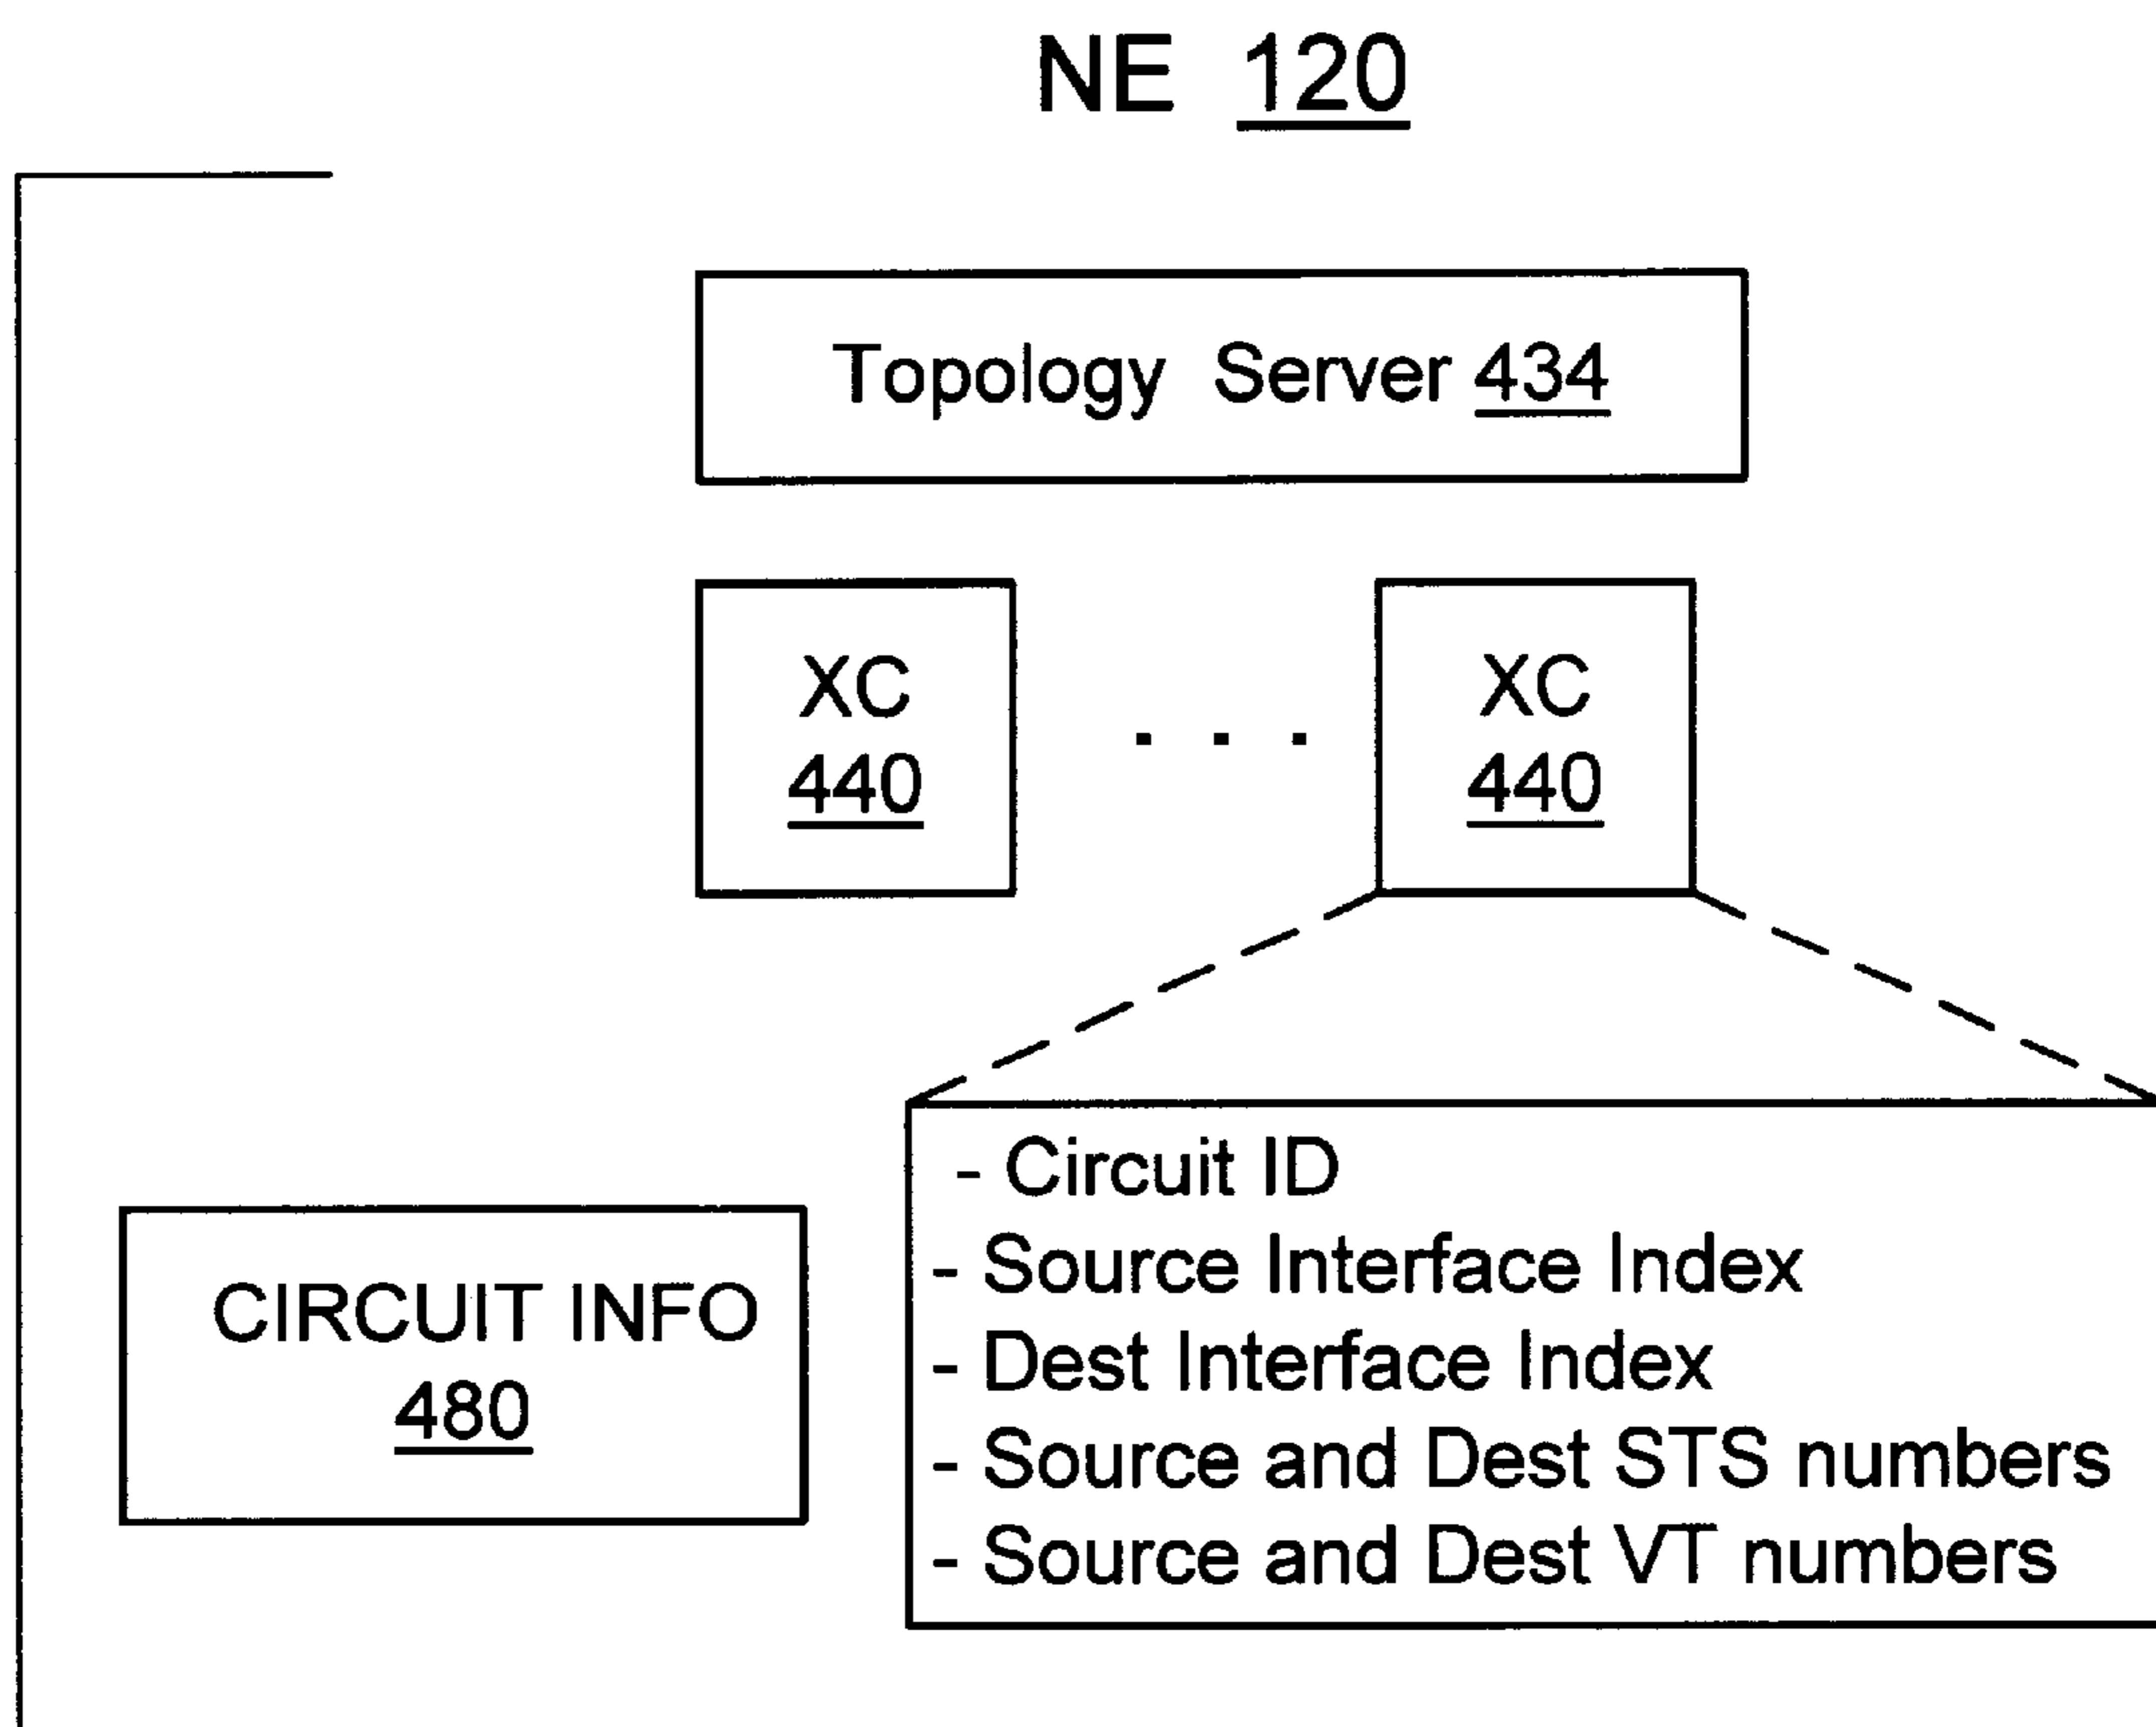 NE 120
Topology Server 434
XC
440
. . .
XC
440
- Circuit ID
- Source Interface Index
- Dest Interface Index
- Source and Dest STS numbers
- Source and Dest VT numbers
CIRCUIT INFO
480